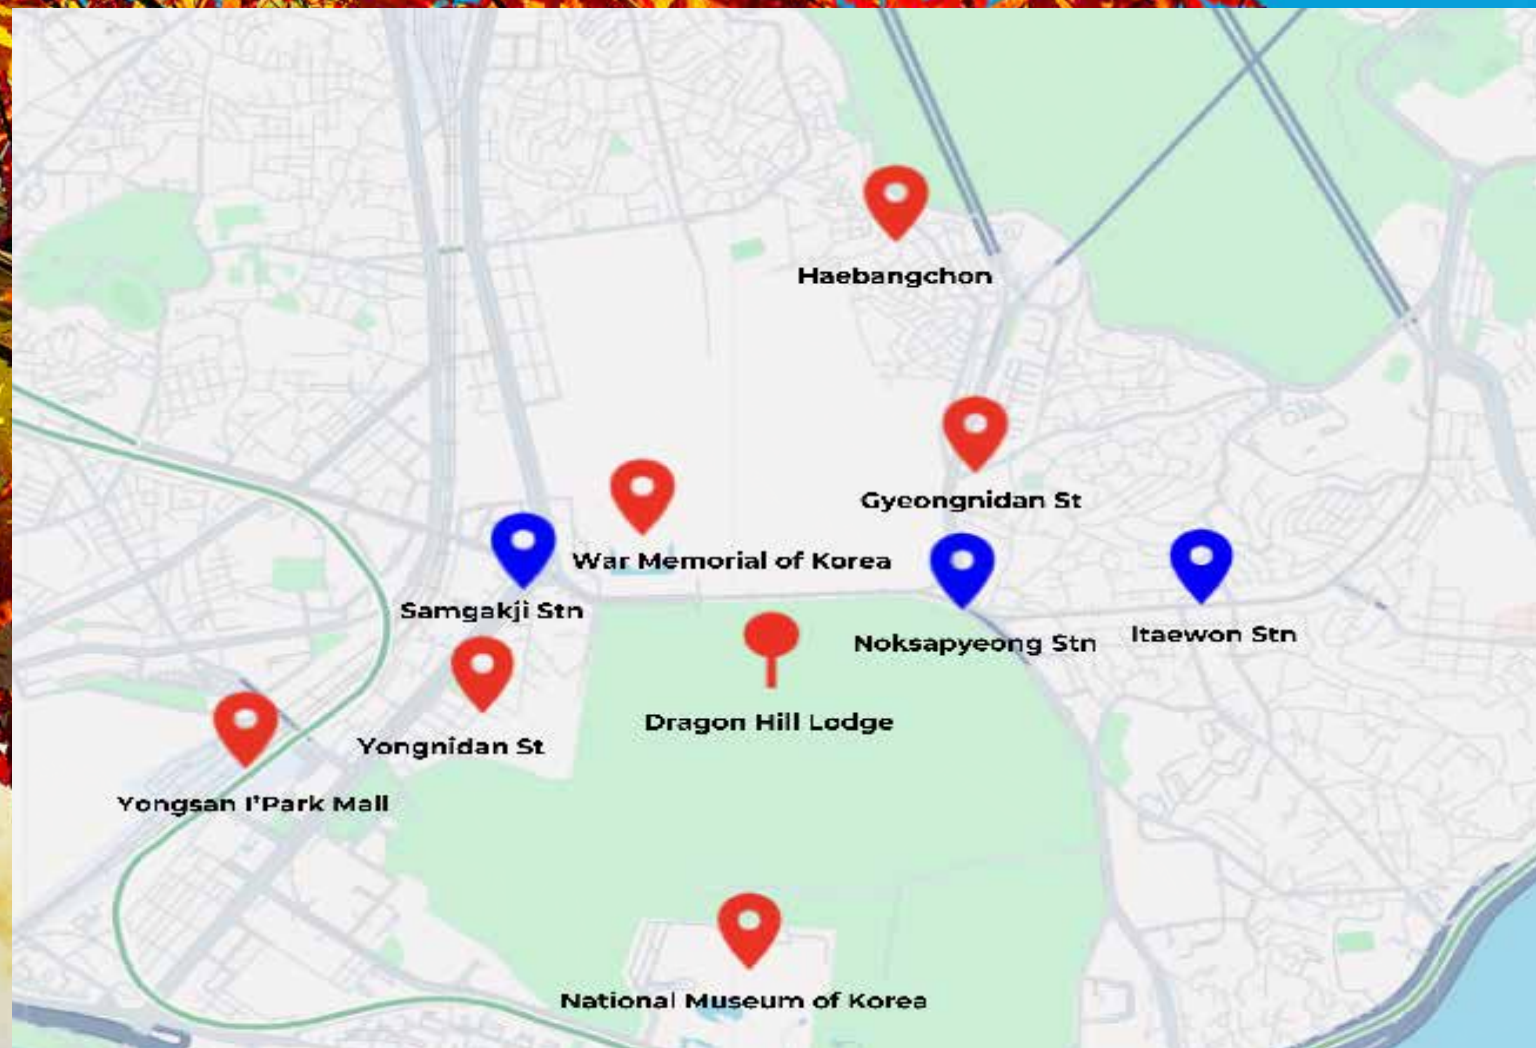 Haebangchon
Gyeongnidan St
War Memorial of Korea
Samgakji Stn
Noksapyeong Stn
Itaewon Stn
Dragon Hill Lodge
Yongnidan St
Yongsan I'Park Mall
National Museum of Korea